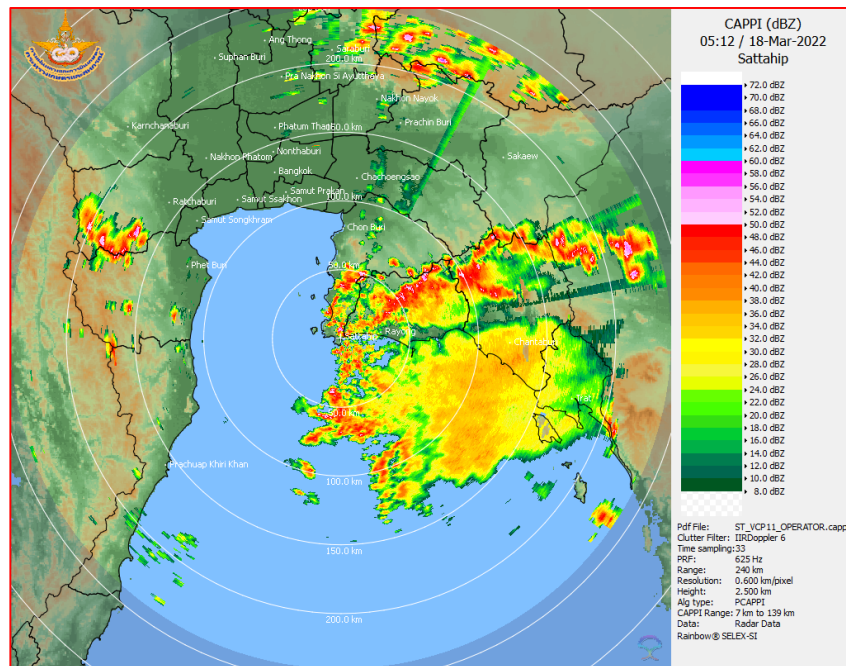 CAPPI (dBZ)
05:12 / 18-Mar-2022
Sattahip
72.0 dBZ
70.0 dBZ
68.0 dBZ
66.0 dBZ
64.0 dBZ
62.0 dBZ
60.0 dBZ
58.0 dBZ
56.0 dBZ
54.0 dBZ
52.0 dBZ
50.0 dBZ
48.0 dBZ
46.0 dBZ
44.0 dBZ
42.0 dBZ
40.0 dBZ
38.0 dBZ
36.0 dBZ
34.0 dBZ
32.0 dBZ
30.0 dBZ
28.0 dBZ
26.0 dBZ
24.0 dBZ
22.0 dBZ
20.0 dBZ
18.0 dBZ
16.0 dBZ
14.0 dBZ
12.0 dBZ
10.0 dBZ
8.0 dBZ
Pdf File: ST_VCP11_OPERATOR.capp
Clutter Filter: IIRDoppler 6
Time sampling:33
PRF: 625 Hz
Range: 240 km
Resolution: 0.600 km/pixel
Height: 2.500 km
Alg type: PCAPPI
CAPPI Range: 7 km to 139 km
Data: Radar Data
Rainbow® SELEX-SI
Ang Thong
Suphan Buri
200.0 km
Pra Nakhon Si Ayutthaya
Nakhon Nayok
Karnchanaburi
Prachin Buri
Nonthaburi
Nakhon Phatom
Sakaew
Bangkok
Chachoengsao
Samut Prakan
100.0 km
Ratchaburi
Samut Ssakhon
Samut Songkhram
Chon Buri
Phet Buri
Rayong
Chantaburi
Trat
Prachuap Khiri Khan
100.0 km
150.0 km
200.0 km